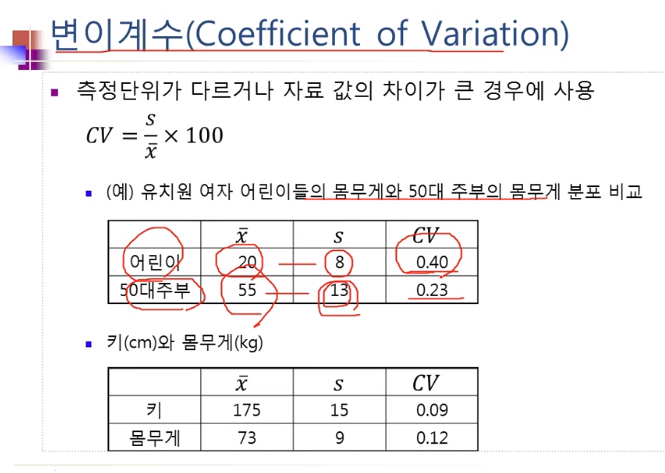 변이계수(Coefficient of Variation)
측정단위가 다르거나 자료 값의 차이가 큰 경우에 사용
CV = s/x̄ × 100
(예) 유치원 여자 어린이들의 몸무게와 50대 주부의 몸무게 분포 비교
x̄ s CV
어린이 20 8 0.40
50대주부 55 13 0.23
키(cm)와 몸무게(kg)
x̄ s CV
키 175 15 0.09
몸무게 73 9 0.12